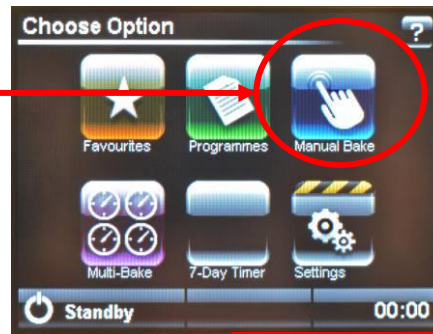 Choose Option
?
Favourites Programmes Manual Bake
Multi-Bake 7-Day Timer Settings
Standby 00:00